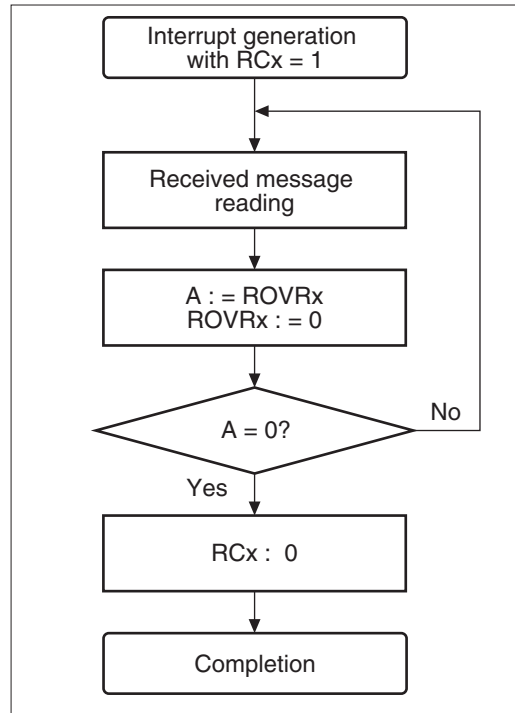 Interrupt generation
with RCx = 1
Received message
reading
A : = ROVRx
ROVRx : = 0
A = 0?
No
Yes
RCx :  0
Completion